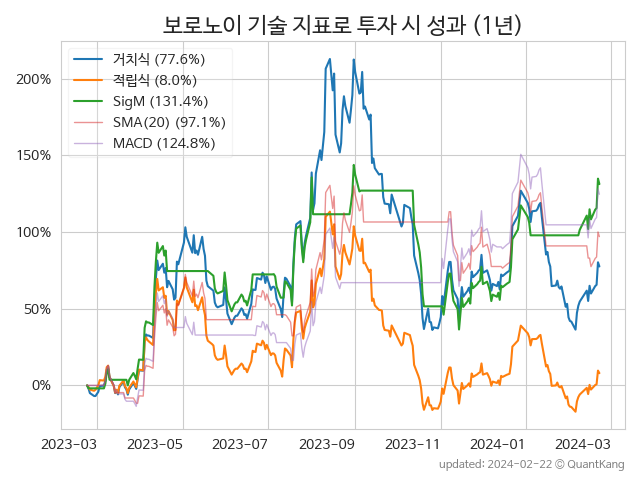 보로노이 기술 지표로 투자 시 성과 (1년)
거치식 (77.6%)
적립식 (8.0%)
SigM (131.4%)
SMA(20) (97.1%)
MACD (124.8%)
200%
150%
100%
50%
0%
2023-03 2023-05 2023-07 2023-09 2023-11 2024-01 2024-03
updated: 2024-02-22 © QuantKang